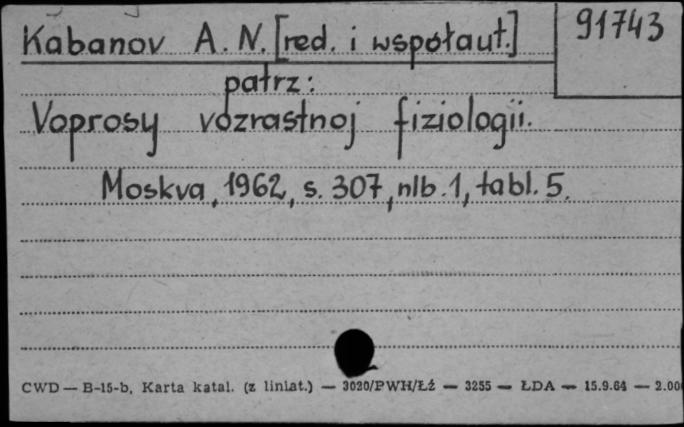 Kabanov A. N. [red. i współaut.]
91743
patrz:
Voprosy vozrastnoj fiziologii.
Moskva, 1962, s. 307, nlb. 1, tabl. 5.
CWD — B-15-b, Karta katal. (z liniat.) — 3020/PWH/Łź — 3255 — ŁDA — 15.9.64 — 2.00